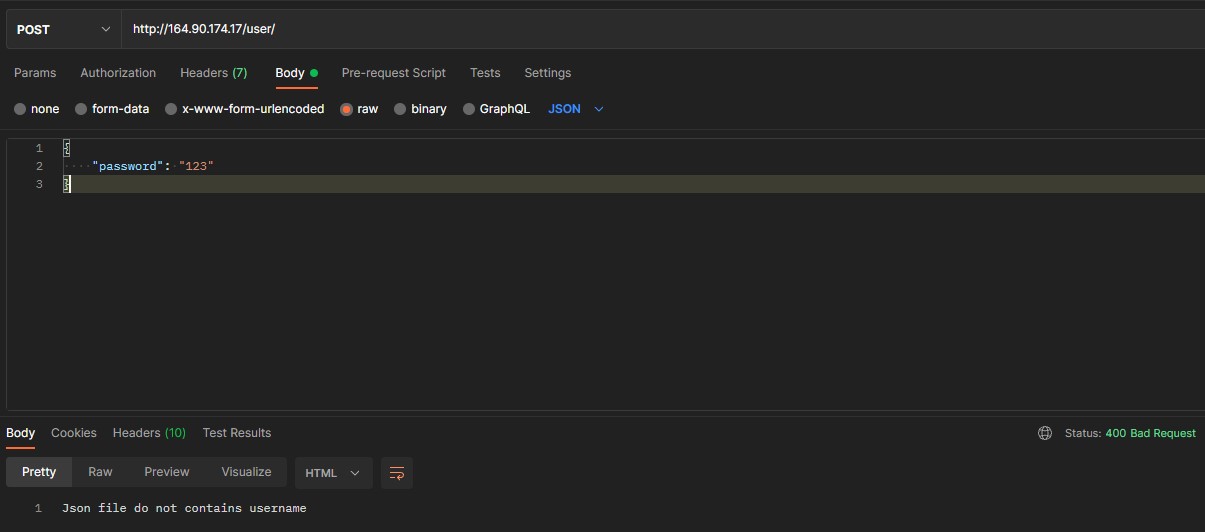 POST http://164.90.174.17/user/
Params Authorization Headers (7) Body Pre-request Script Tests Settings
none form-data x-www-form-urlencoded raw binary GraphQL JSON
1 {
2 "password": "123"
3 }
Body Cookies Headers (10) Test Results Status: 400 Bad Request
Pretty Raw Preview Visualize HTML
1 Json file do not contains username